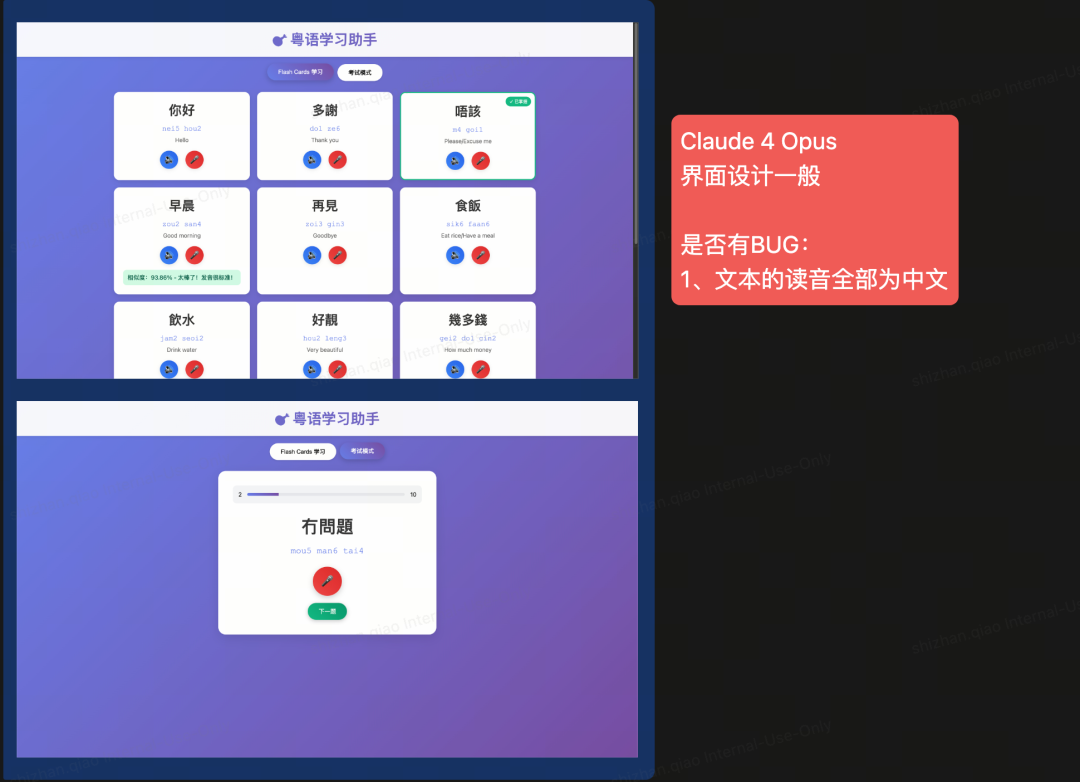 粤语学习助手
Flash Cards 学习
考试模式
你好
nei5 hou2
Hello
多謝
do1 ze6
Thank you
✓ 已掌握
唔該
m4 goi1
Please/Excuse me
早晨
zou2 san4
Good morning
相似度：93.86% - 太棒了！发音很标准！
再見
zoi3 gin3
Goodbye
食飯
sik6 faan6
Eat rice/Have a meal
飲水
jam2 seoi2
Drink water
好靚
hou2 leng3
Very beautiful
幾多錢
gei2 do1 cin2
How much money
粤语学习助手
Flash Cards 学习
考试模式
2
10
冇問題
mou5 man6 tai4
下一题
Claude 4 Opus
界面设计一般
是否有BUG：
1、文本的读音全部为中文
shizhan.qiao Internal-Use-Only